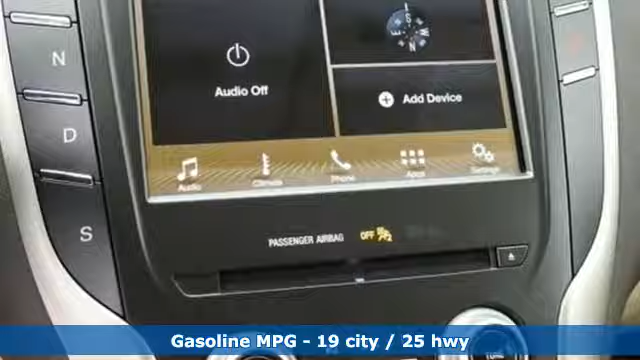 N
D
S
S
E
W
N
Audio Off
Add Device
Audio
Climate
Phone
Apps
Settings
PASSENGER AIRBAG OFF
Gasoline MPG - 19 city / 25 hwy